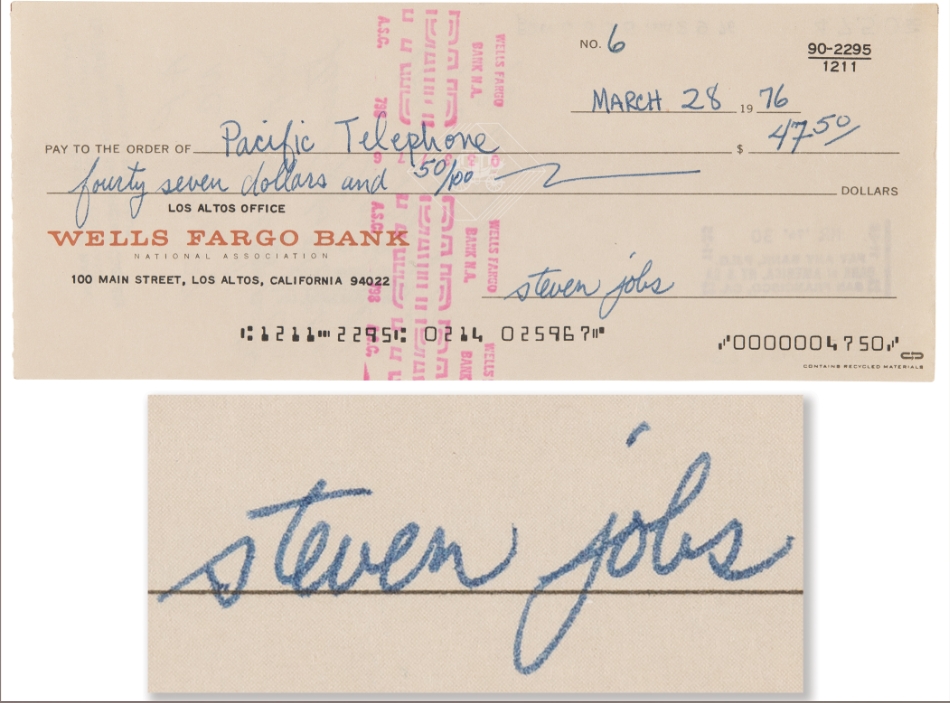 NO. 6
90-2295
1211
MARCH 28 1976
PAY TO THE ORDER OF Pacific Telephone $ 47 50/
fourty seven dollars and 50/100 DOLLARS
LOS ALTOS OFFICE
WELLS FARGO BANK
NATIONAL ASSOCIATION
100 MAIN STREET, LOS ALTOS, CALIFORNIA 94022
steven jobs
⑆1211⑉2295⑆ 0214 025967⑈
⑇0000004750⑇
CONTAINS RECYCLED MATERIALS
WELLS FARGO
BANK N.A.
A.S.C.
WELLS FARGO
BANK N.A.
A.S.C.
WELLS
BANK
A.S.C.
steven jobs